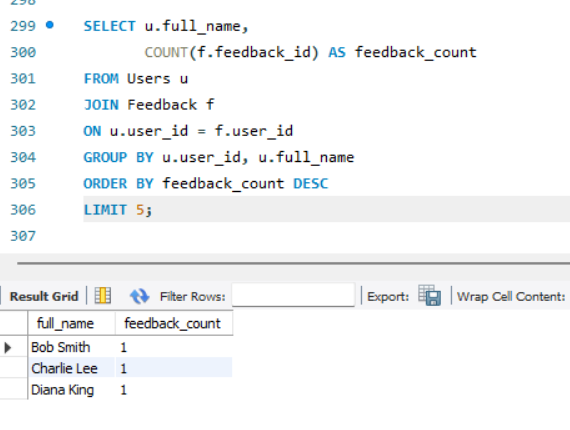 298
299 SELECT u.full_name,
300 COUNT(f.feedback_id) AS feedback_count
301 FROM Users u
302 JOIN Feedback f
303 ON u.user_id = f.user_id
304 GROUP BY u.user_id, u.full_name
305 ORDER BY feedback_count DESC
306 LIMIT 5;
307
Result Grid Filter Rows: Export: Wrap Cell Content:
full_name feedback_count
Bob Smith 1
Charlie Lee 1
Diana King 1